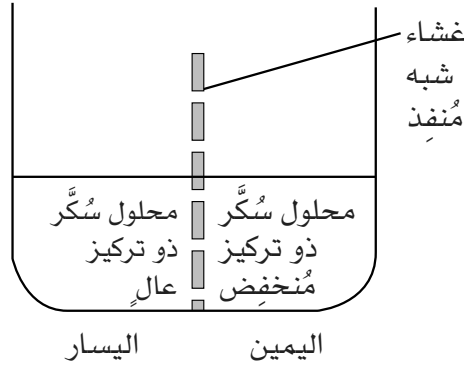 غشاء
شبه
مُنفِذ
محلول سُكَّر
ذو تركيز
مُنخفِض
محلول سُكَّر
ذو تركيز
عالٍ
اليمين
اليسار